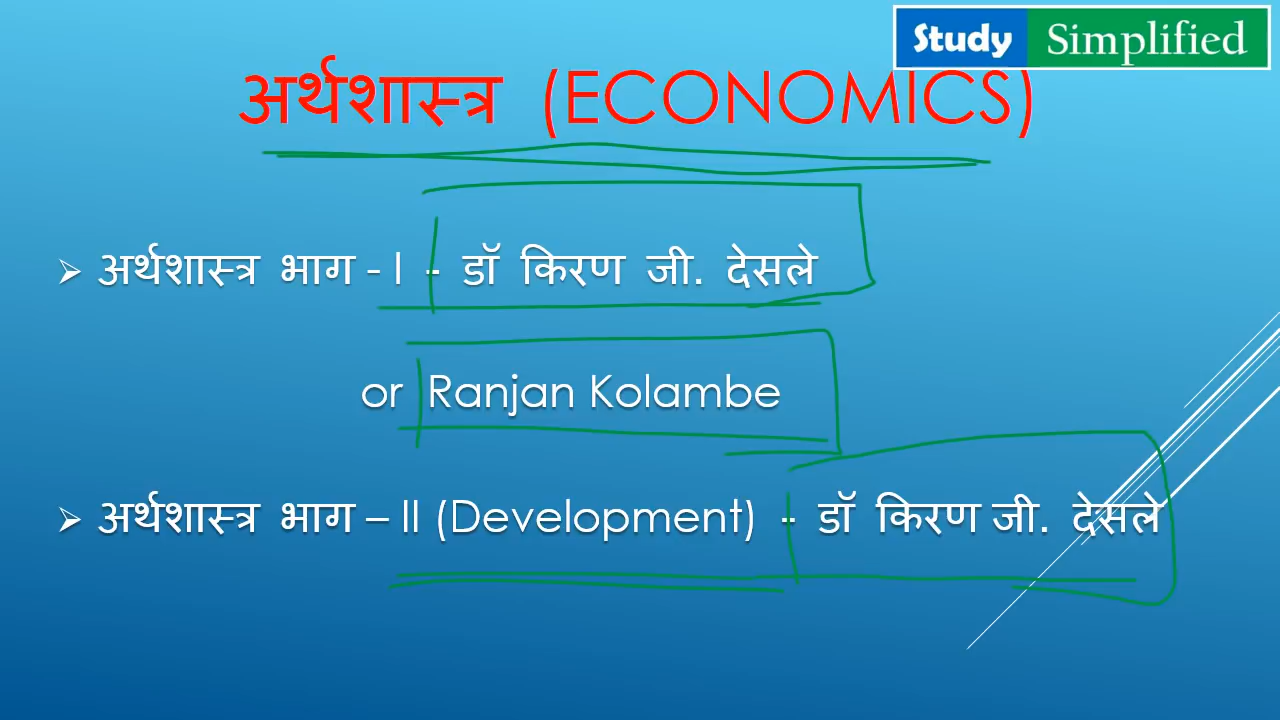 Study Simplified
अर्थशास्त्र (ECONOMICS)
➢ अर्थशास्त्र भाग - I - डॉ किरण जी. देसले
or Ranjan Kolambe
➢ अर्थशास्त्र भाग – II (Development) - डॉ किरण जी. देसले